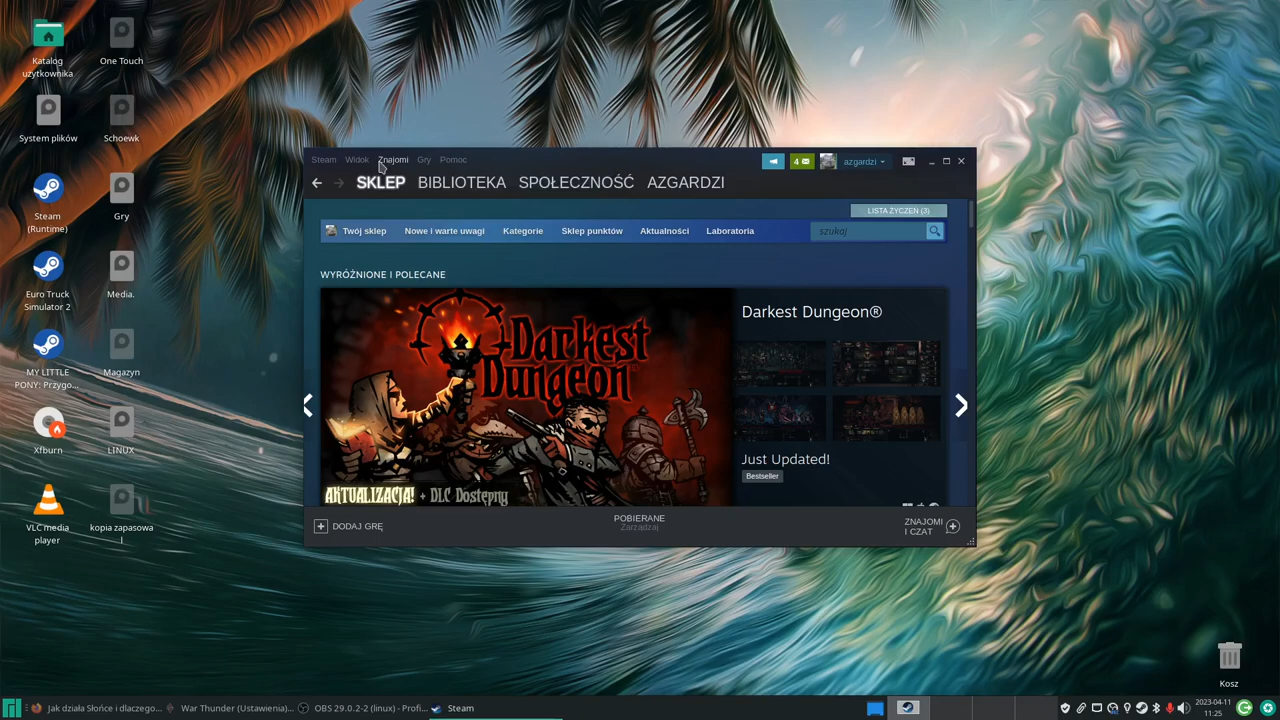 Katalog
użytkownika
One Touch
System plików
Schoewk
Steam
(Runtime)
Gry
Euro Truck
Simulator 2
Media.
MY LITTLE
PONY: Przygo...
Magazyn
Xfburn
LINUX
VLC media
player
kopia zapasowa
I
Steam Widok Znajomi Gry Pomoc
4
azgardzi
SKLEP BIBLIOTEKA SPOŁECZNOŚĆ AZGARDZI
LISTA ŻYCZEŃ (3)
Twój sklep Nowe i warte uwagi Kategorie Sklep punktów Aktualności Laboratoria
szukaj
WYRÓŻNIONE I POLECANE
Darkest
Dungeon
AKTUALIZACJA! + DLC Dostępny
Darkest Dungeon®
Just Updated!
Bestseller
DODAJ GRĘ
POBIERANE
Zarządzaj
ZNAJOMI
I CZAT
Kosz
Jak działa Słońce i dlaczego...
War Thunder (Ustawienia)...
OBS 29.0.2-2 (linux) - Profi...
Steam
2023-04-11
11:25